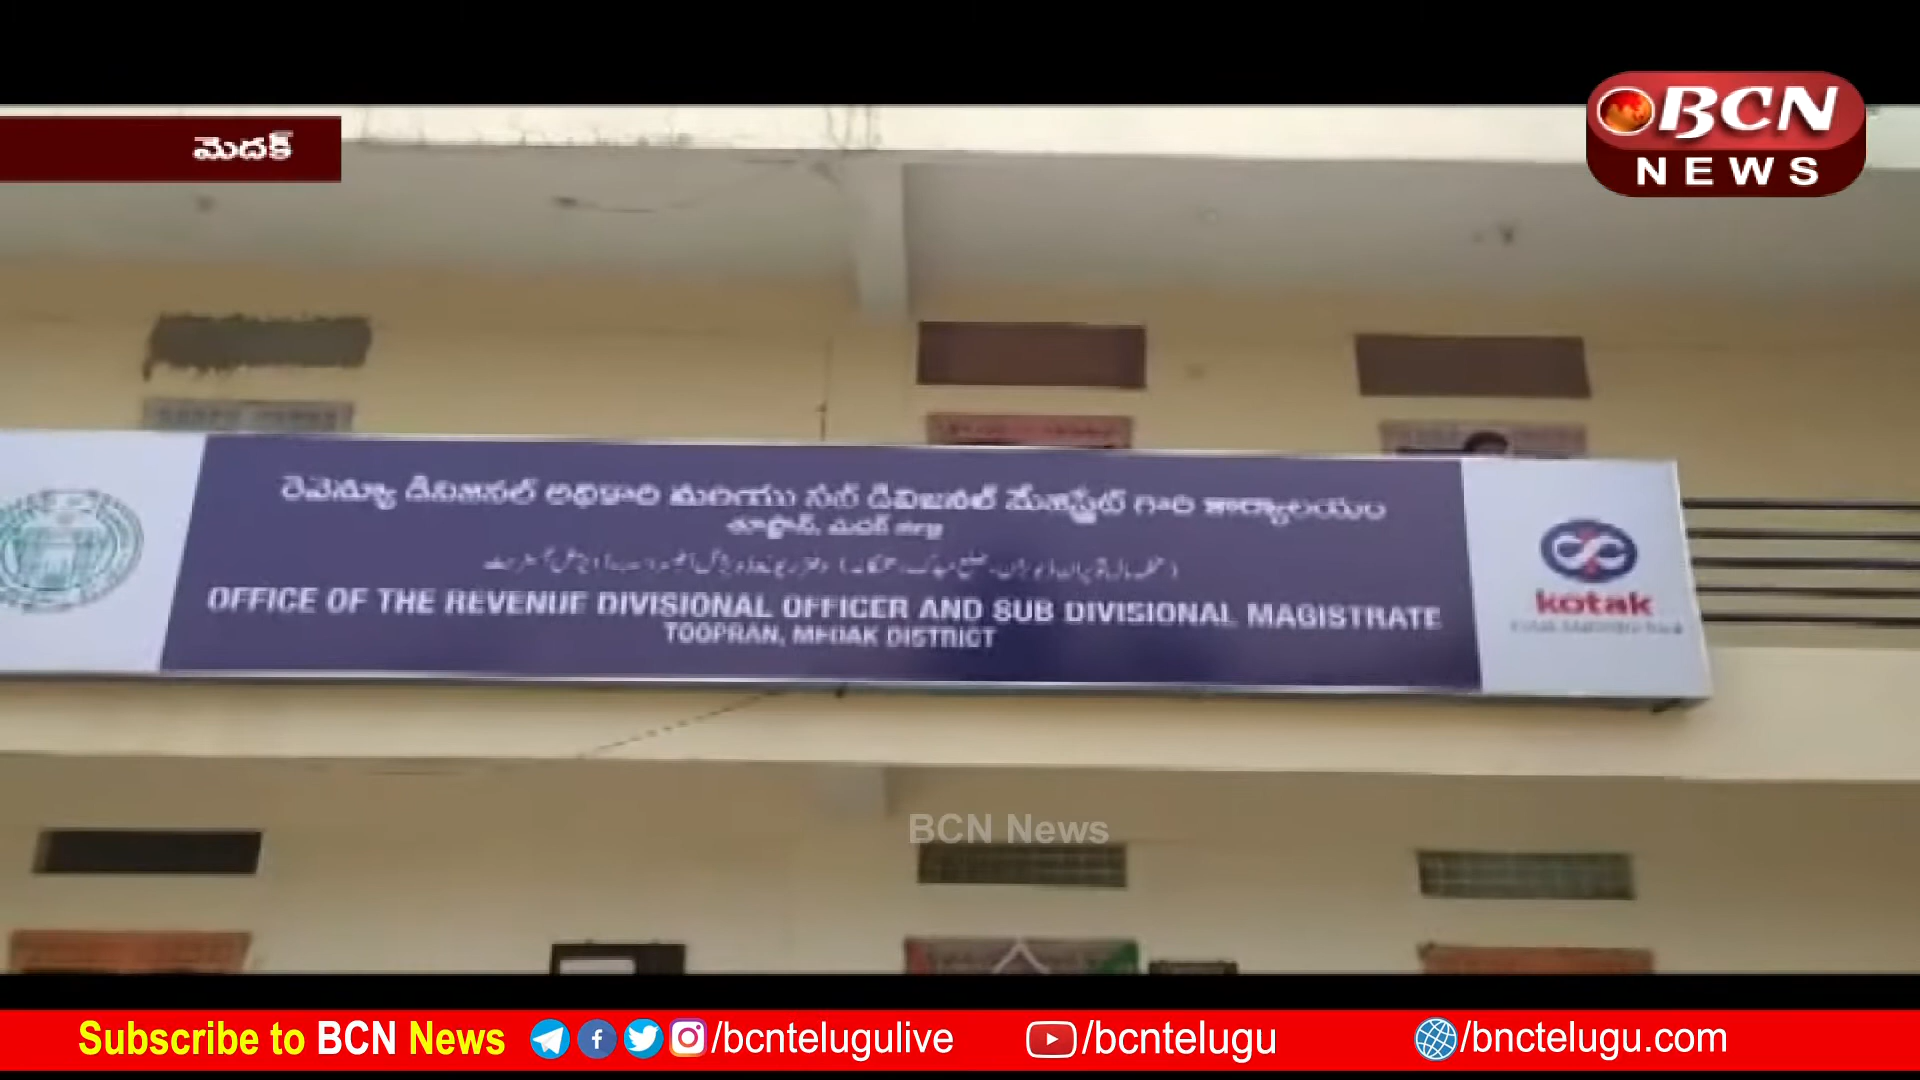 మెదక్
BCN
NEWS
రెవెన్యూ డివిజనల్ అధికారి మరియు సబ్ డివిజనల్ మేజిస్ట్రేట్ గారి కార్యాలయం
తూప్రాన్, మెదక్ జిల్లా
OFFICE OF THE REVENUE DIVISIONAL OFFICER AND SUB DIVISIONAL MAGISTRATE
TOOPRAN, MEDAK DISTRICT
kotak
BCN News
Subscribe to BCN News /bcntelugulive /bcntelugu /bnctelugu.com